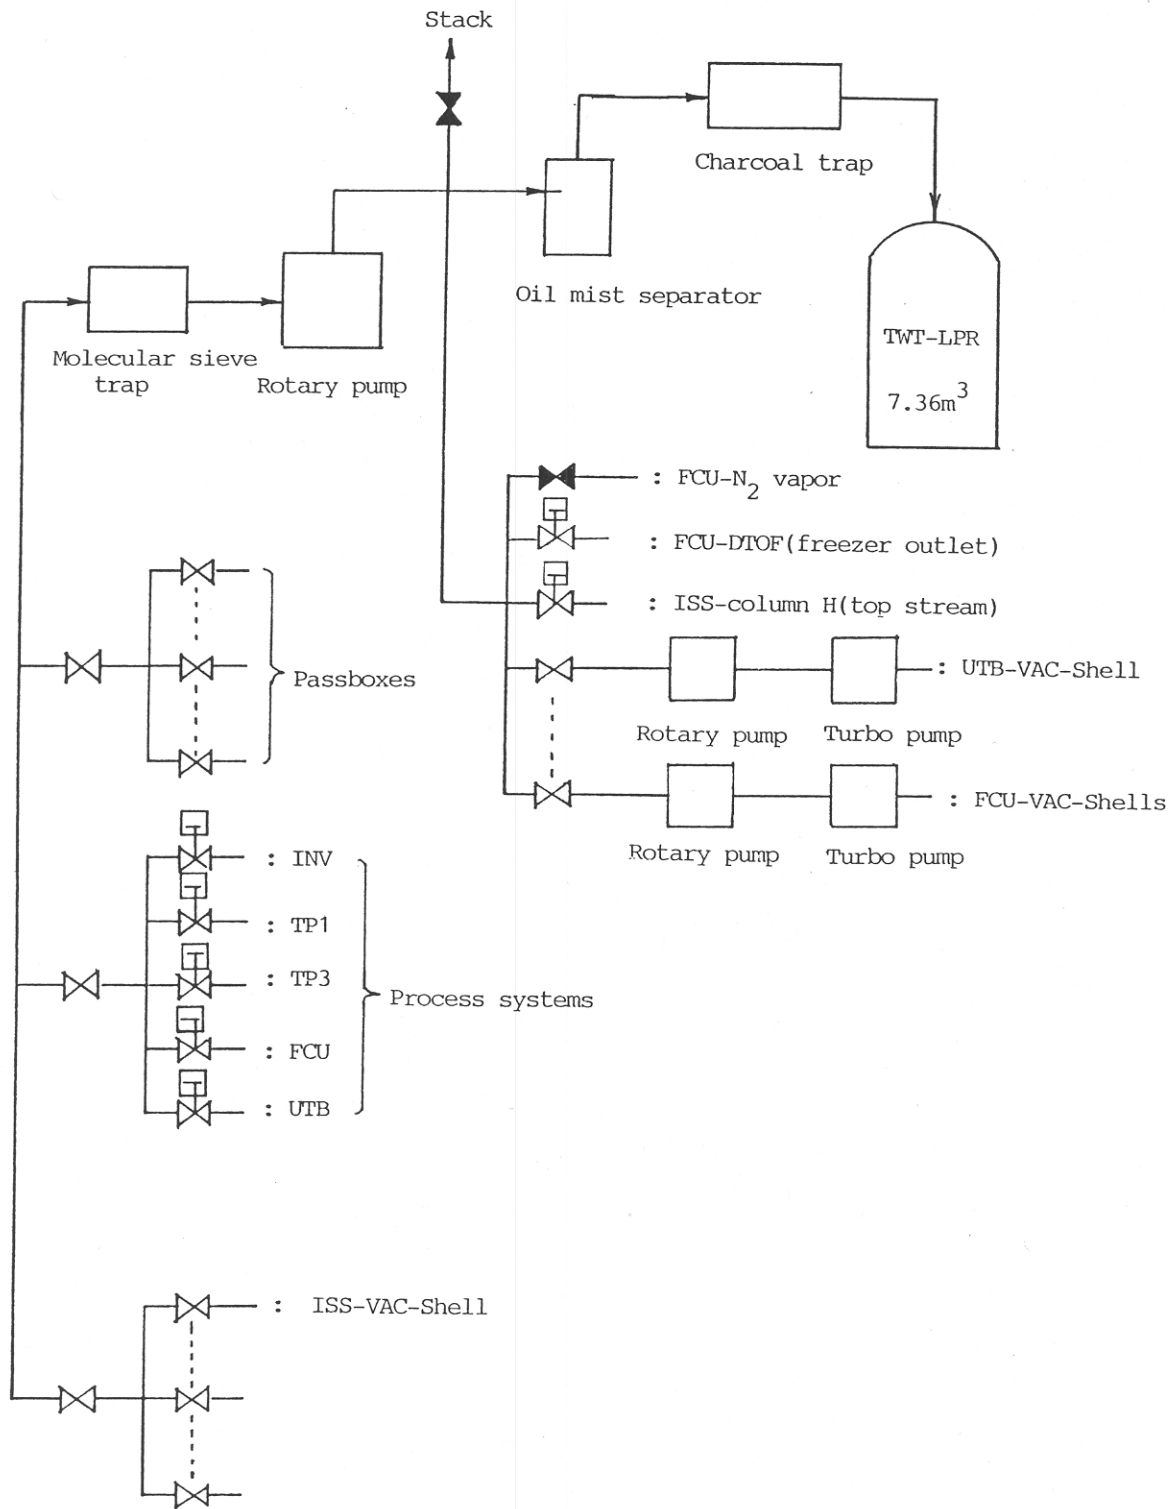 Stack
Charcoal trap
Oil mist separator
TWT-LPR
7.36m³
Molecular sieve
trap
Rotary pump
: FCU-N₂ vapor
: FCU-DTOF(freezer outlet)
: ISS-column H(top stream)
: UTB-VAC-Shell
Rotary pump
Turbo pump
: FCU-VAC-Shells
Rotary pump
Turbo pump
Passboxes
: INV
: TP1
: TP3
: FCU
: UTB
Process systems
: ISS-VAC-Shell